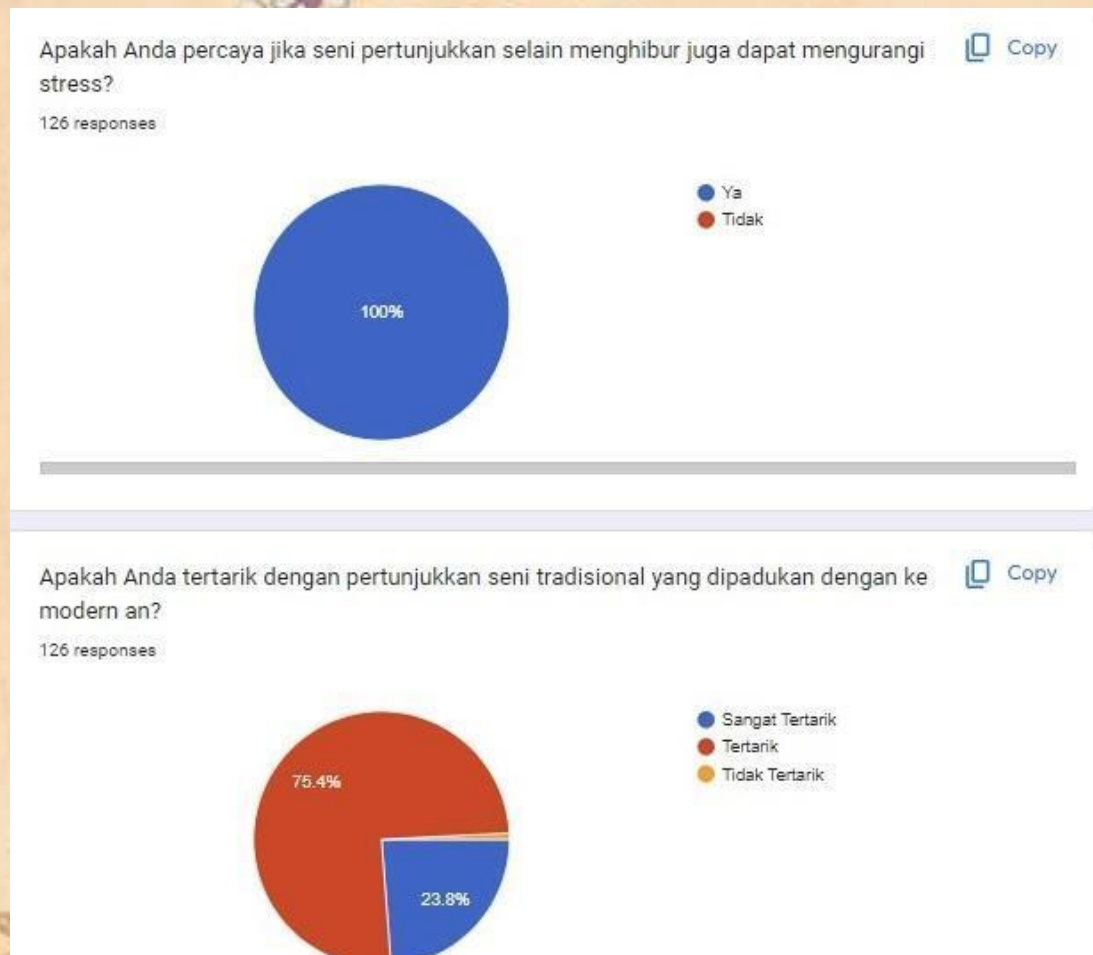 Apakah Anda percaya jika seni pertunjukkan selain menghibur juga dapat mengurangi
stress?
Copy
126 responses
Ya
Tidak
100%
Apakah Anda tertarik dengan pertunjukkan seni tradisional yang dipadukan dengan ke
modern an?
Copy
126 responses
Sangat Tertarik
Tertarik
Tidak Tertarik
75.4%
23.8%